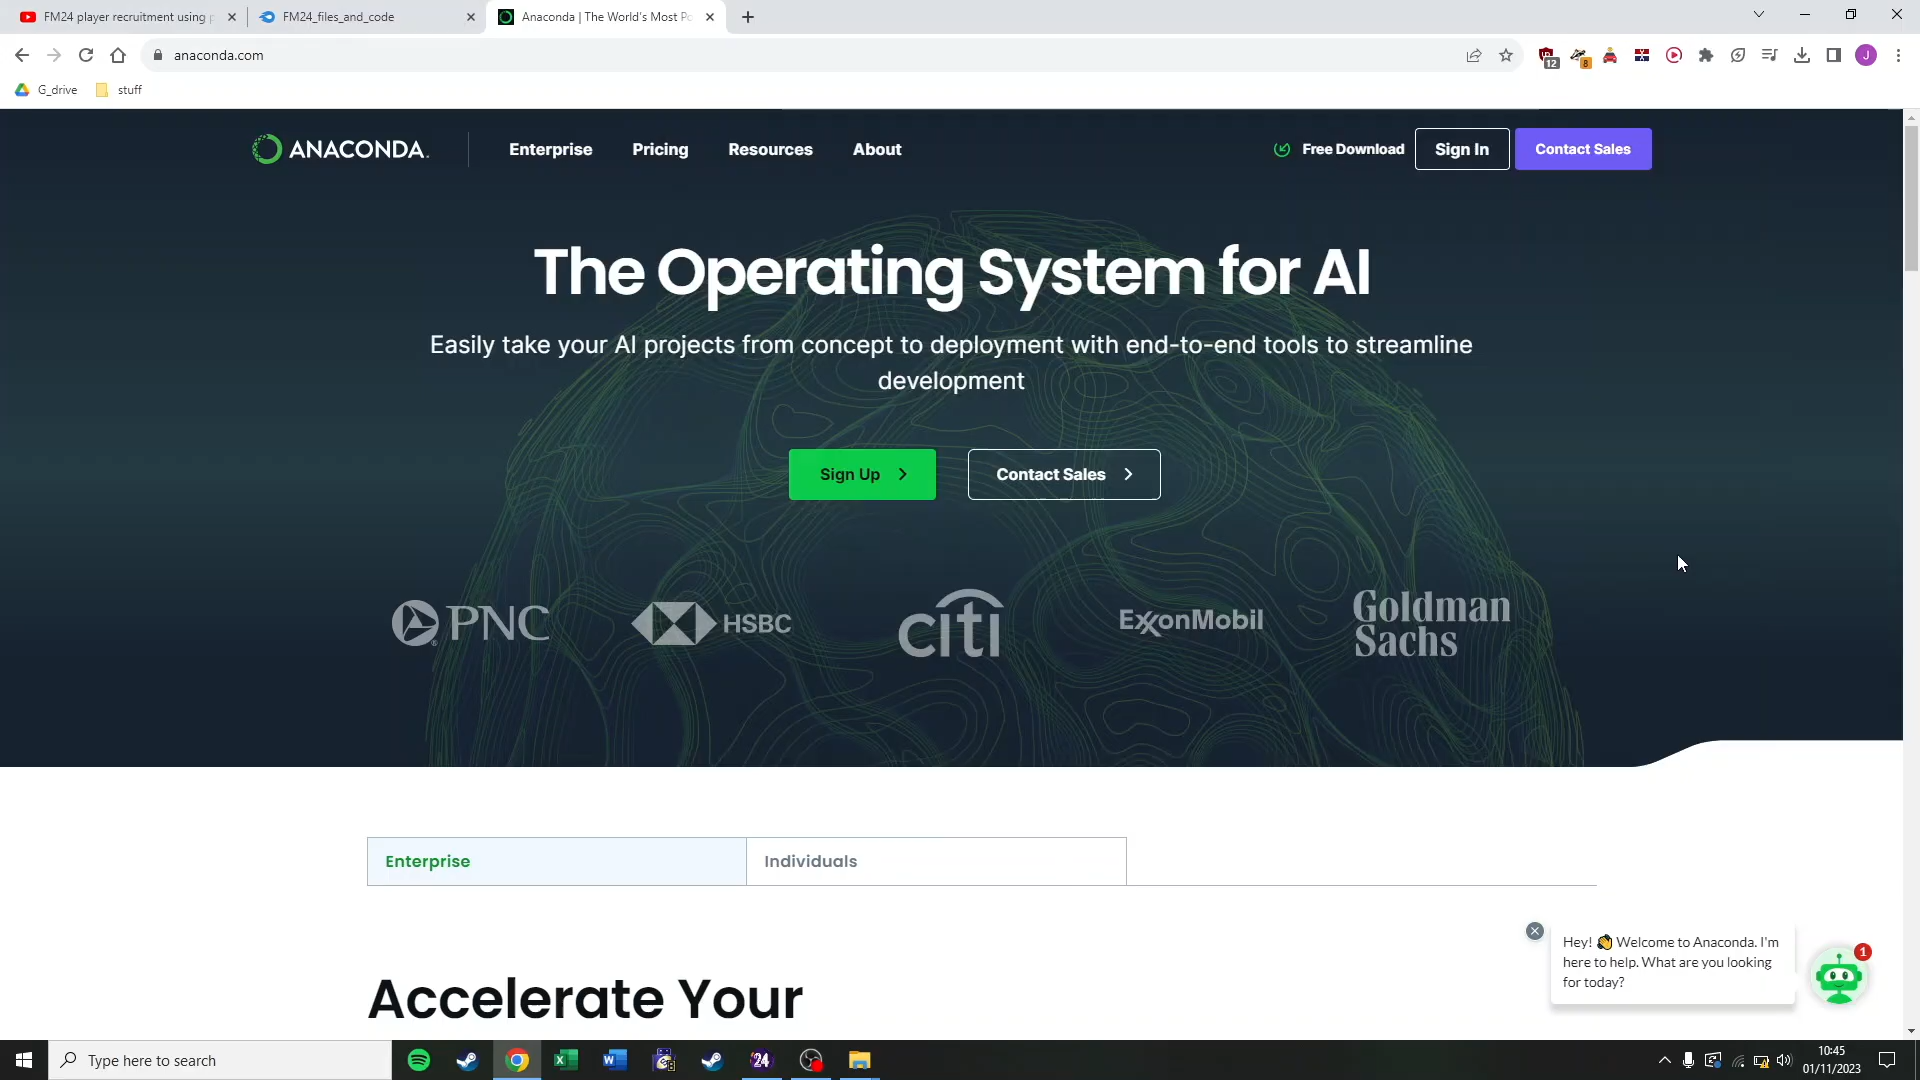 FM24 player recruitment using p
FM24_files_and_code
Anaconda | The World's Most Po
anaconda.com
12
8
J
G_drive
stuff
ANACONDA.
Enterprise
Pricing
Resources
About
Free Download
Sign In
Contact Sales
The Operating System for AI
Easily take your AI projects from concept to deployment with end-to-end tools to streamline
development
Sign Up
Contact Sales
PNC
HSBC
citi
ExxonMobil
Goldman
Sachs
Enterprise
Individuals
Accelerate Your
Hey! 👋 Welcome to Anaconda. I'm
here to help. What are you looking
for today?
1
Type here to search
24
10:45
01/11/2023